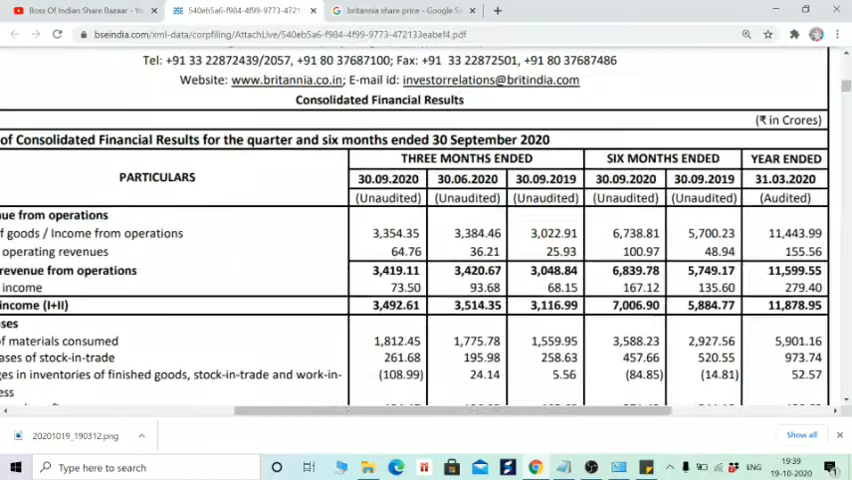 Boss Of Indian Share Bazaar - Yo
540eb5a6-f984-4f99-9773-4721
britannia share price - Google Se
bseindia.com/xml-data/corpfiling/AttachLive/540eb5a6-f984-4f99-9773-472133eabef4.pdf
Tel: +91 33 22872439/2057, +91 80 37687100; Fax: +91 33 22872501, +91 80 37687486
Website: www.britannia.co.in; E-mail id: investorrelations@britindia.com
Consolidated Financial Results
(₹ in Crores)
of Consolidated Financial Results for the quarter and six months ended 30 September 2020
PARTICULARS THREE MONTHS ENDED SIX MONTHS ENDED YEAR ENDED
30.09.2020 30.06.2020 30.09.2019 30.09.2020 30.09.2019 31.03.2020
(Unaudited) (Unaudited) (Unaudited) (Unaudited) (Unaudited) (Audited)
nue from operations
f goods / Income from operations 3,354.35 3,384.46 3,022.91 6,738.81 5,700.23 11,443.99
operating revenues 64.76 36.21 25.93 100.97 48.94 155.56
revenue from operations 3,419.11 3,420.67 3,048.84 6,839.78 5,749.17 11,599.55
income 73.50 93.68 68.15 167.12 135.60 279.40
income (I+II) 3,492.61 3,514.35 3,116.99 7,006.90 5,884.77 11,878.95
ses
of materials consumed 1,812.45 1,775.78 1,559.95 3,588.23 2,927.56 5,901.16
ases of stock-in-trade 261.68 195.98 258.63 457.66 520.55 973.74
ges in inventories of finished goods, stock-in-trade and work-in- (108.99) 24.14 5.56 (84.85) (14.81) 52.57
ess
20201019_190312.png
Show all
Type here to search
ENG
19:39
19-10-2020